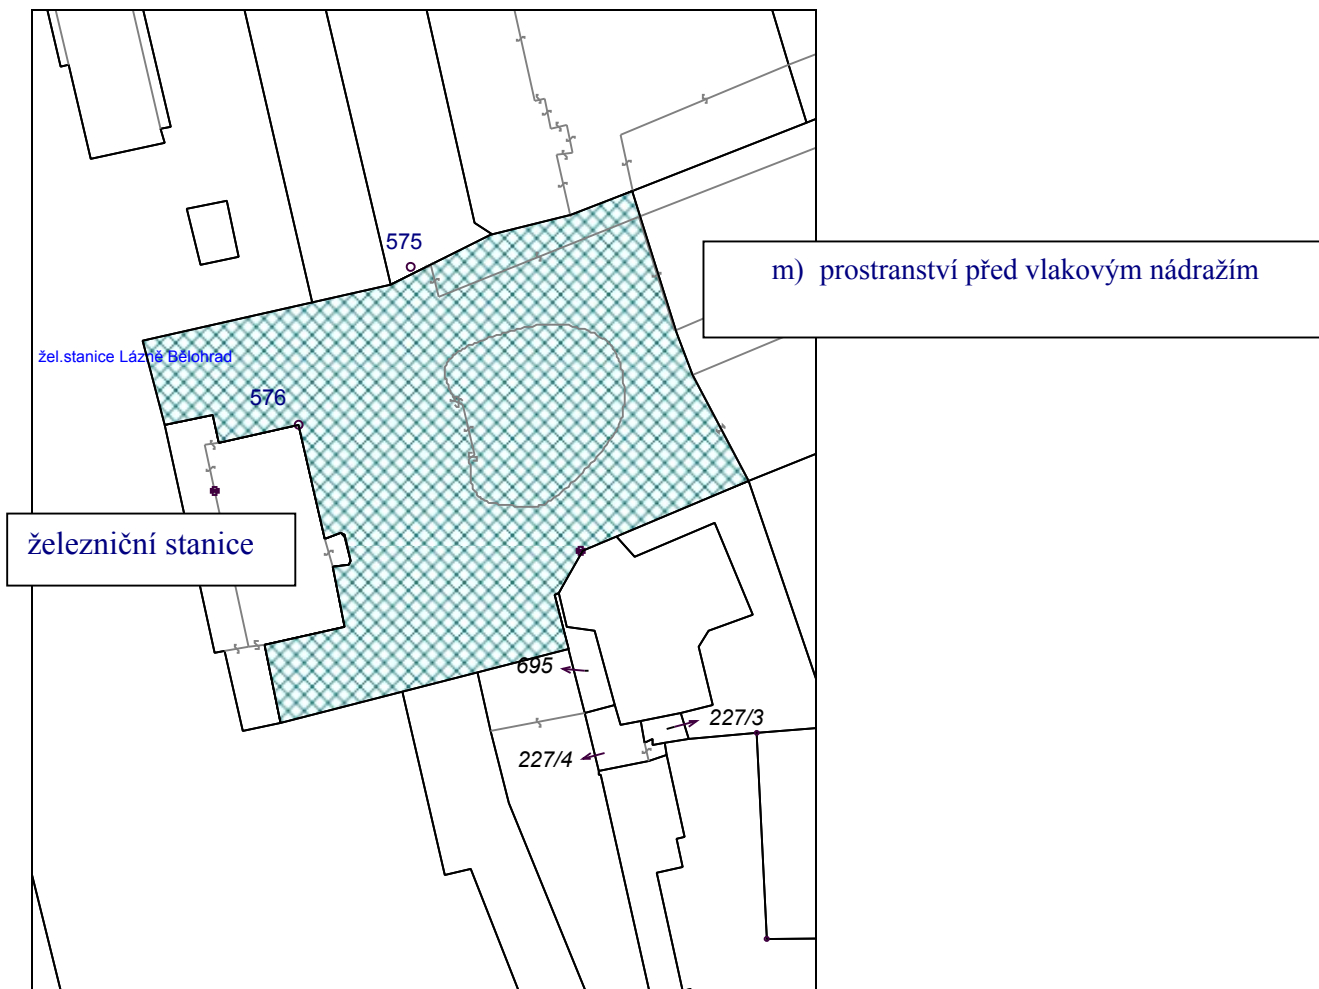 575
m) prostranství před vlakovým nádražím
žel.stanice Lázně Bělohrad
576
železniční stanice
695
227/3
227/4